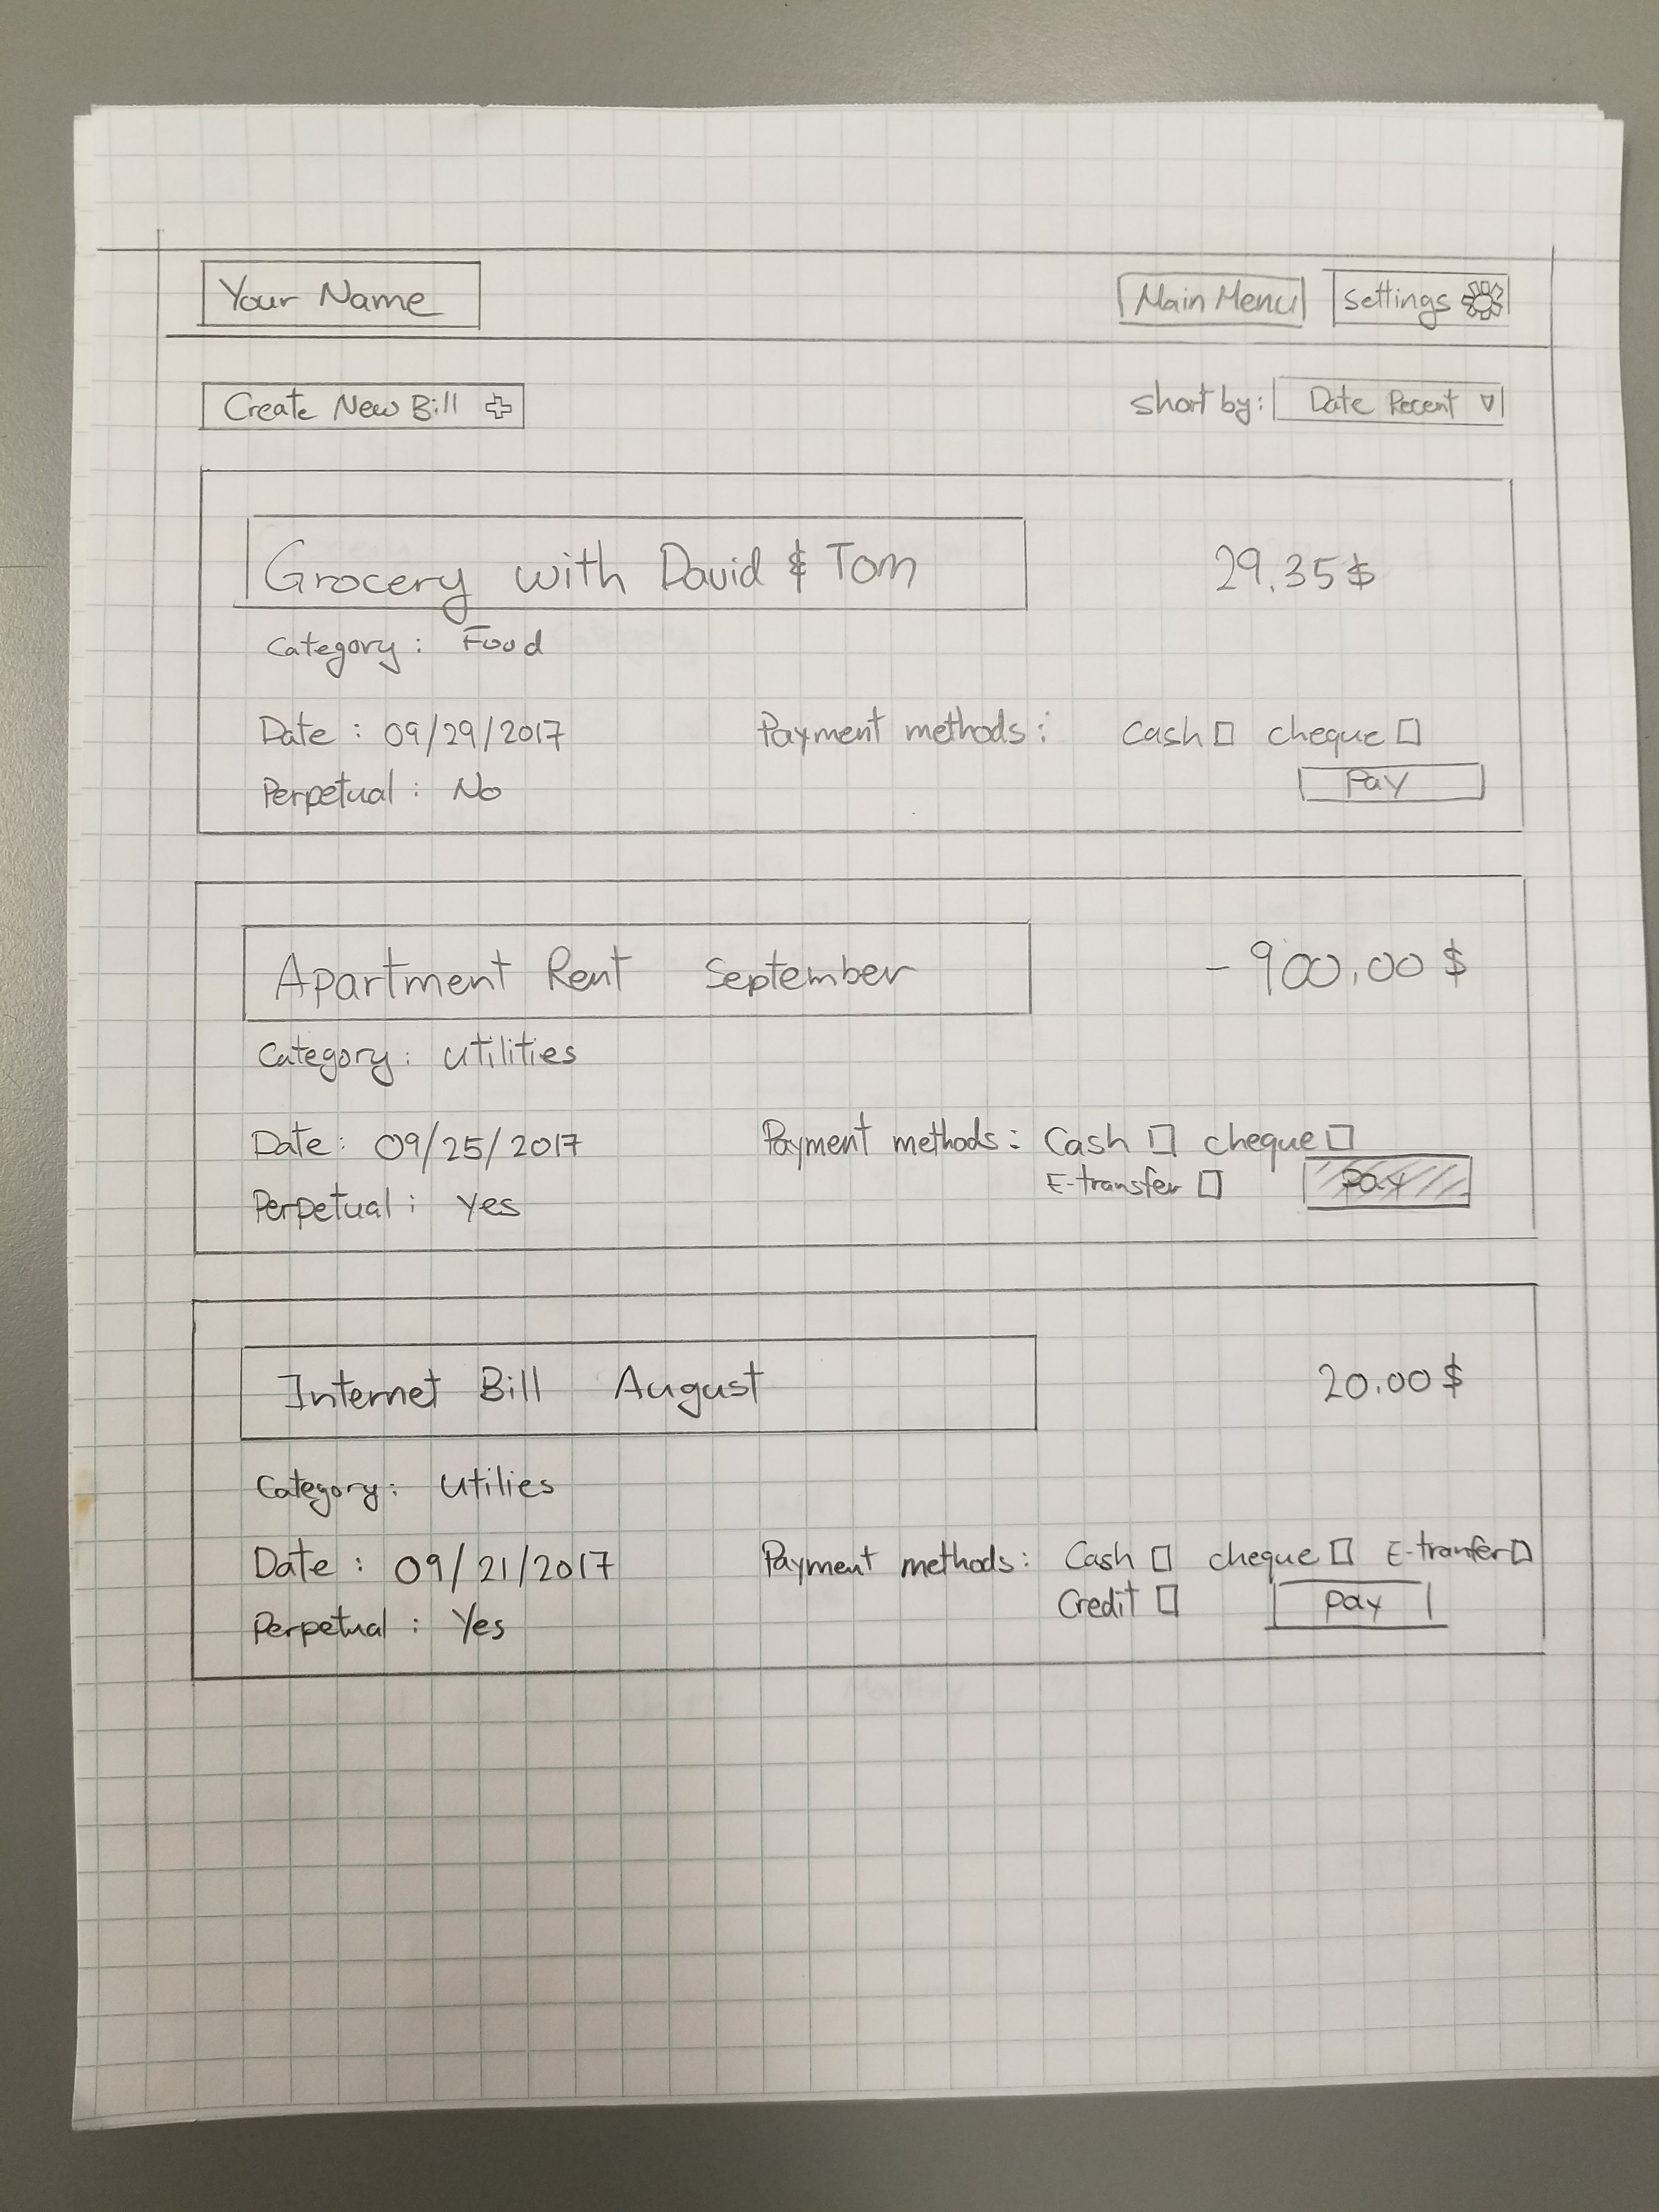 Your Name Main Menu settings
Create New Bill short by: Date Recent
Grocery with David & Tom 29.35$
Category: Food
Date: 09/29/2017 Payment methods: Cash cheque
Perpetual: No Pay
Apartment Rent September -900.00$
Category: utilities
Date: 09/25/2017 Payment methods: Cash cheque
E-transfer Pay
Perpetual: Yes
Internet Bill August 20.00$
Category: Utilies
Date: 09/21/2017 Payment methods: Cash cheque E-tranfer
Credit Pay
Perpetual: Yes